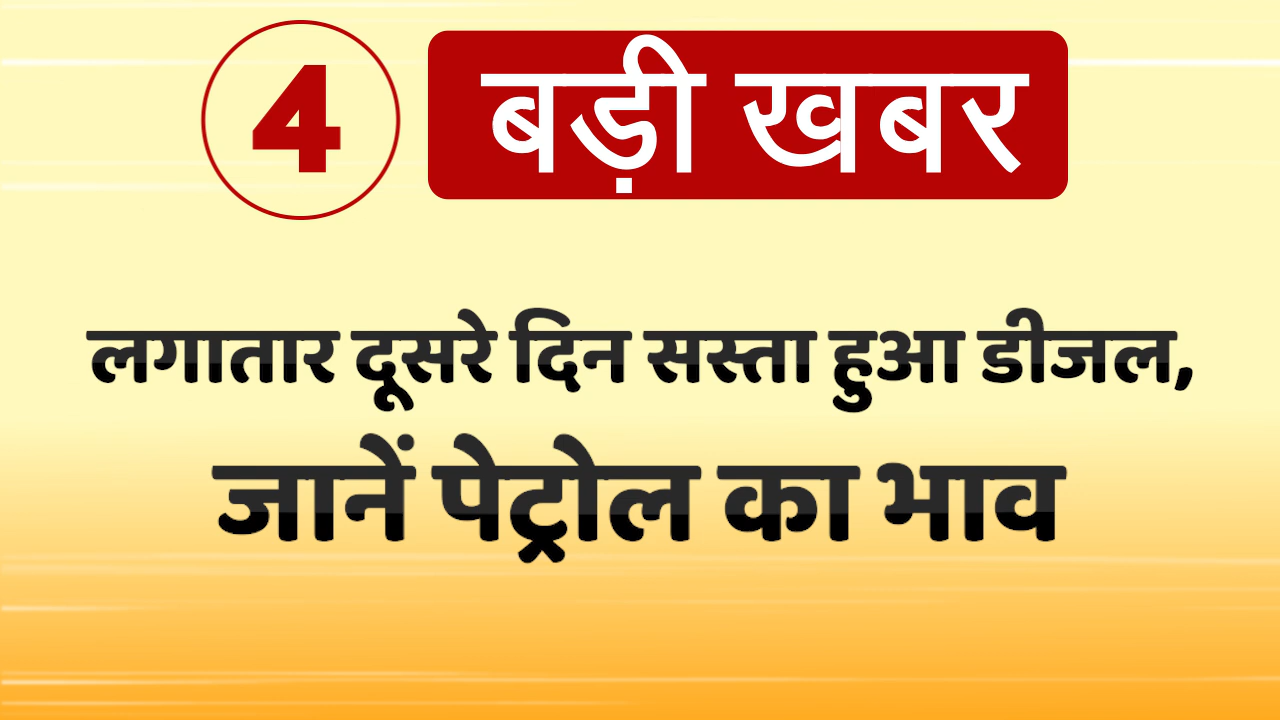 4 बड़ी खबर
लगातार दूसरे दिन सस्ता हुआ डीजल,
जानें पेट्रोल का भाव